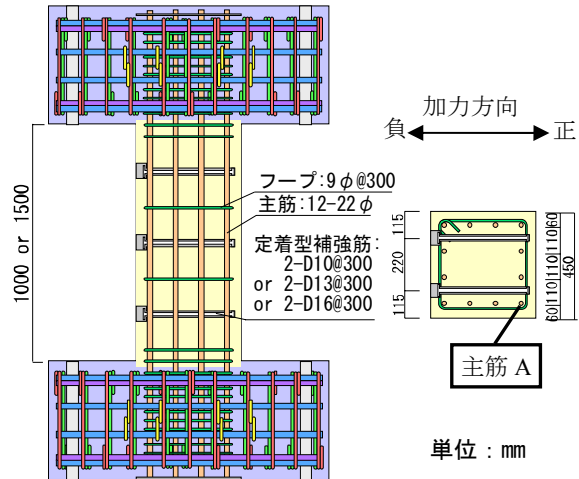 加力方向
負
正
フープ:9φ@300
主筋:12-22φ
定着型補強筋:
2-D10@300
or 2-D13@300
or 2-D16@300
1000 or 1500
115
220
115
60 110 110 110 60
450
主筋 A
単位:mm